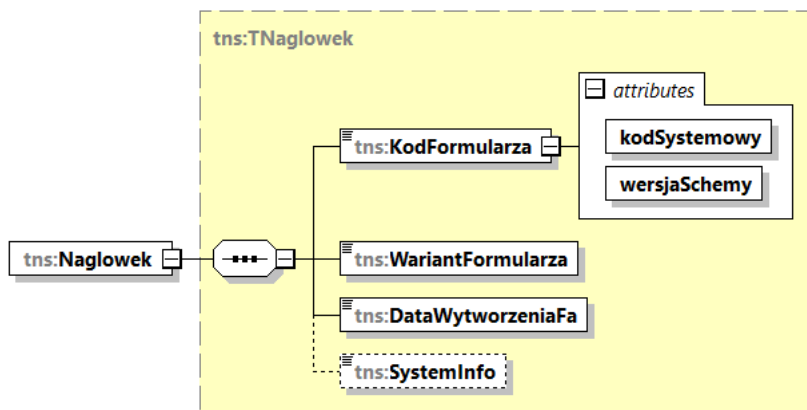 tns:TNaglowek
attributes
tns:KodFormularza
kodSystemowy
wersjaSchemy
tns:Naglowek
tns:WariantFormularza
tns:DataWytworzeniaFa
tns:SystemInfo